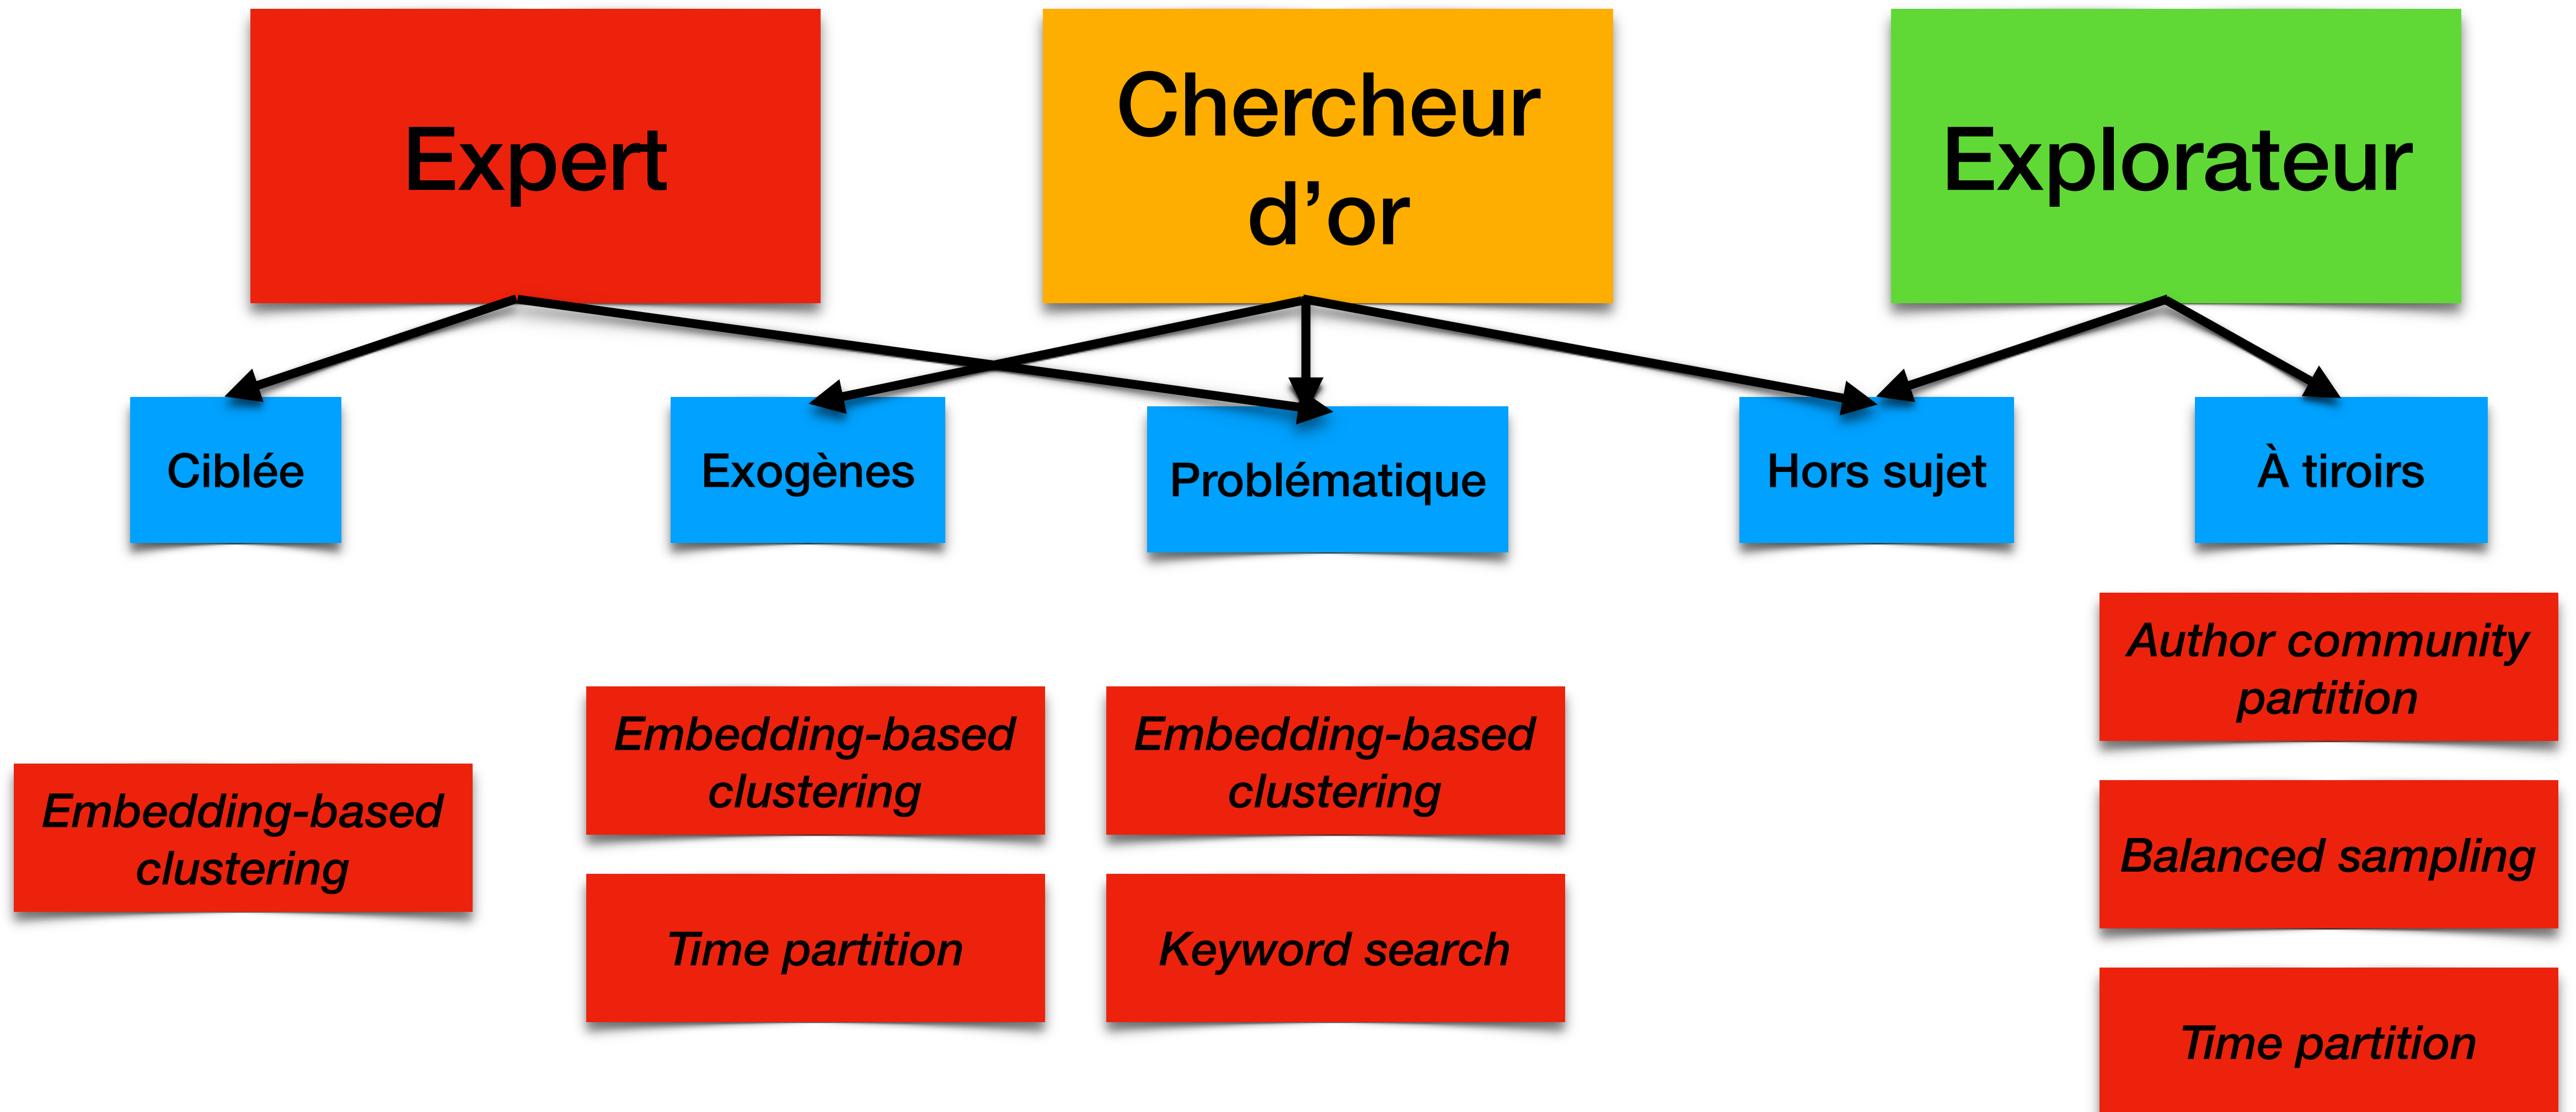 Expert
Chercheur
d’or
Explorateur
Ciblée
Exogènes
Problématique
Hors sujet
À tiroirs
Embedding-based
clustering
Embedding-based
clustering
Time partition
Embedding-based
clustering
Keyword search
Author community
partition
Balanced sampling
Time partition